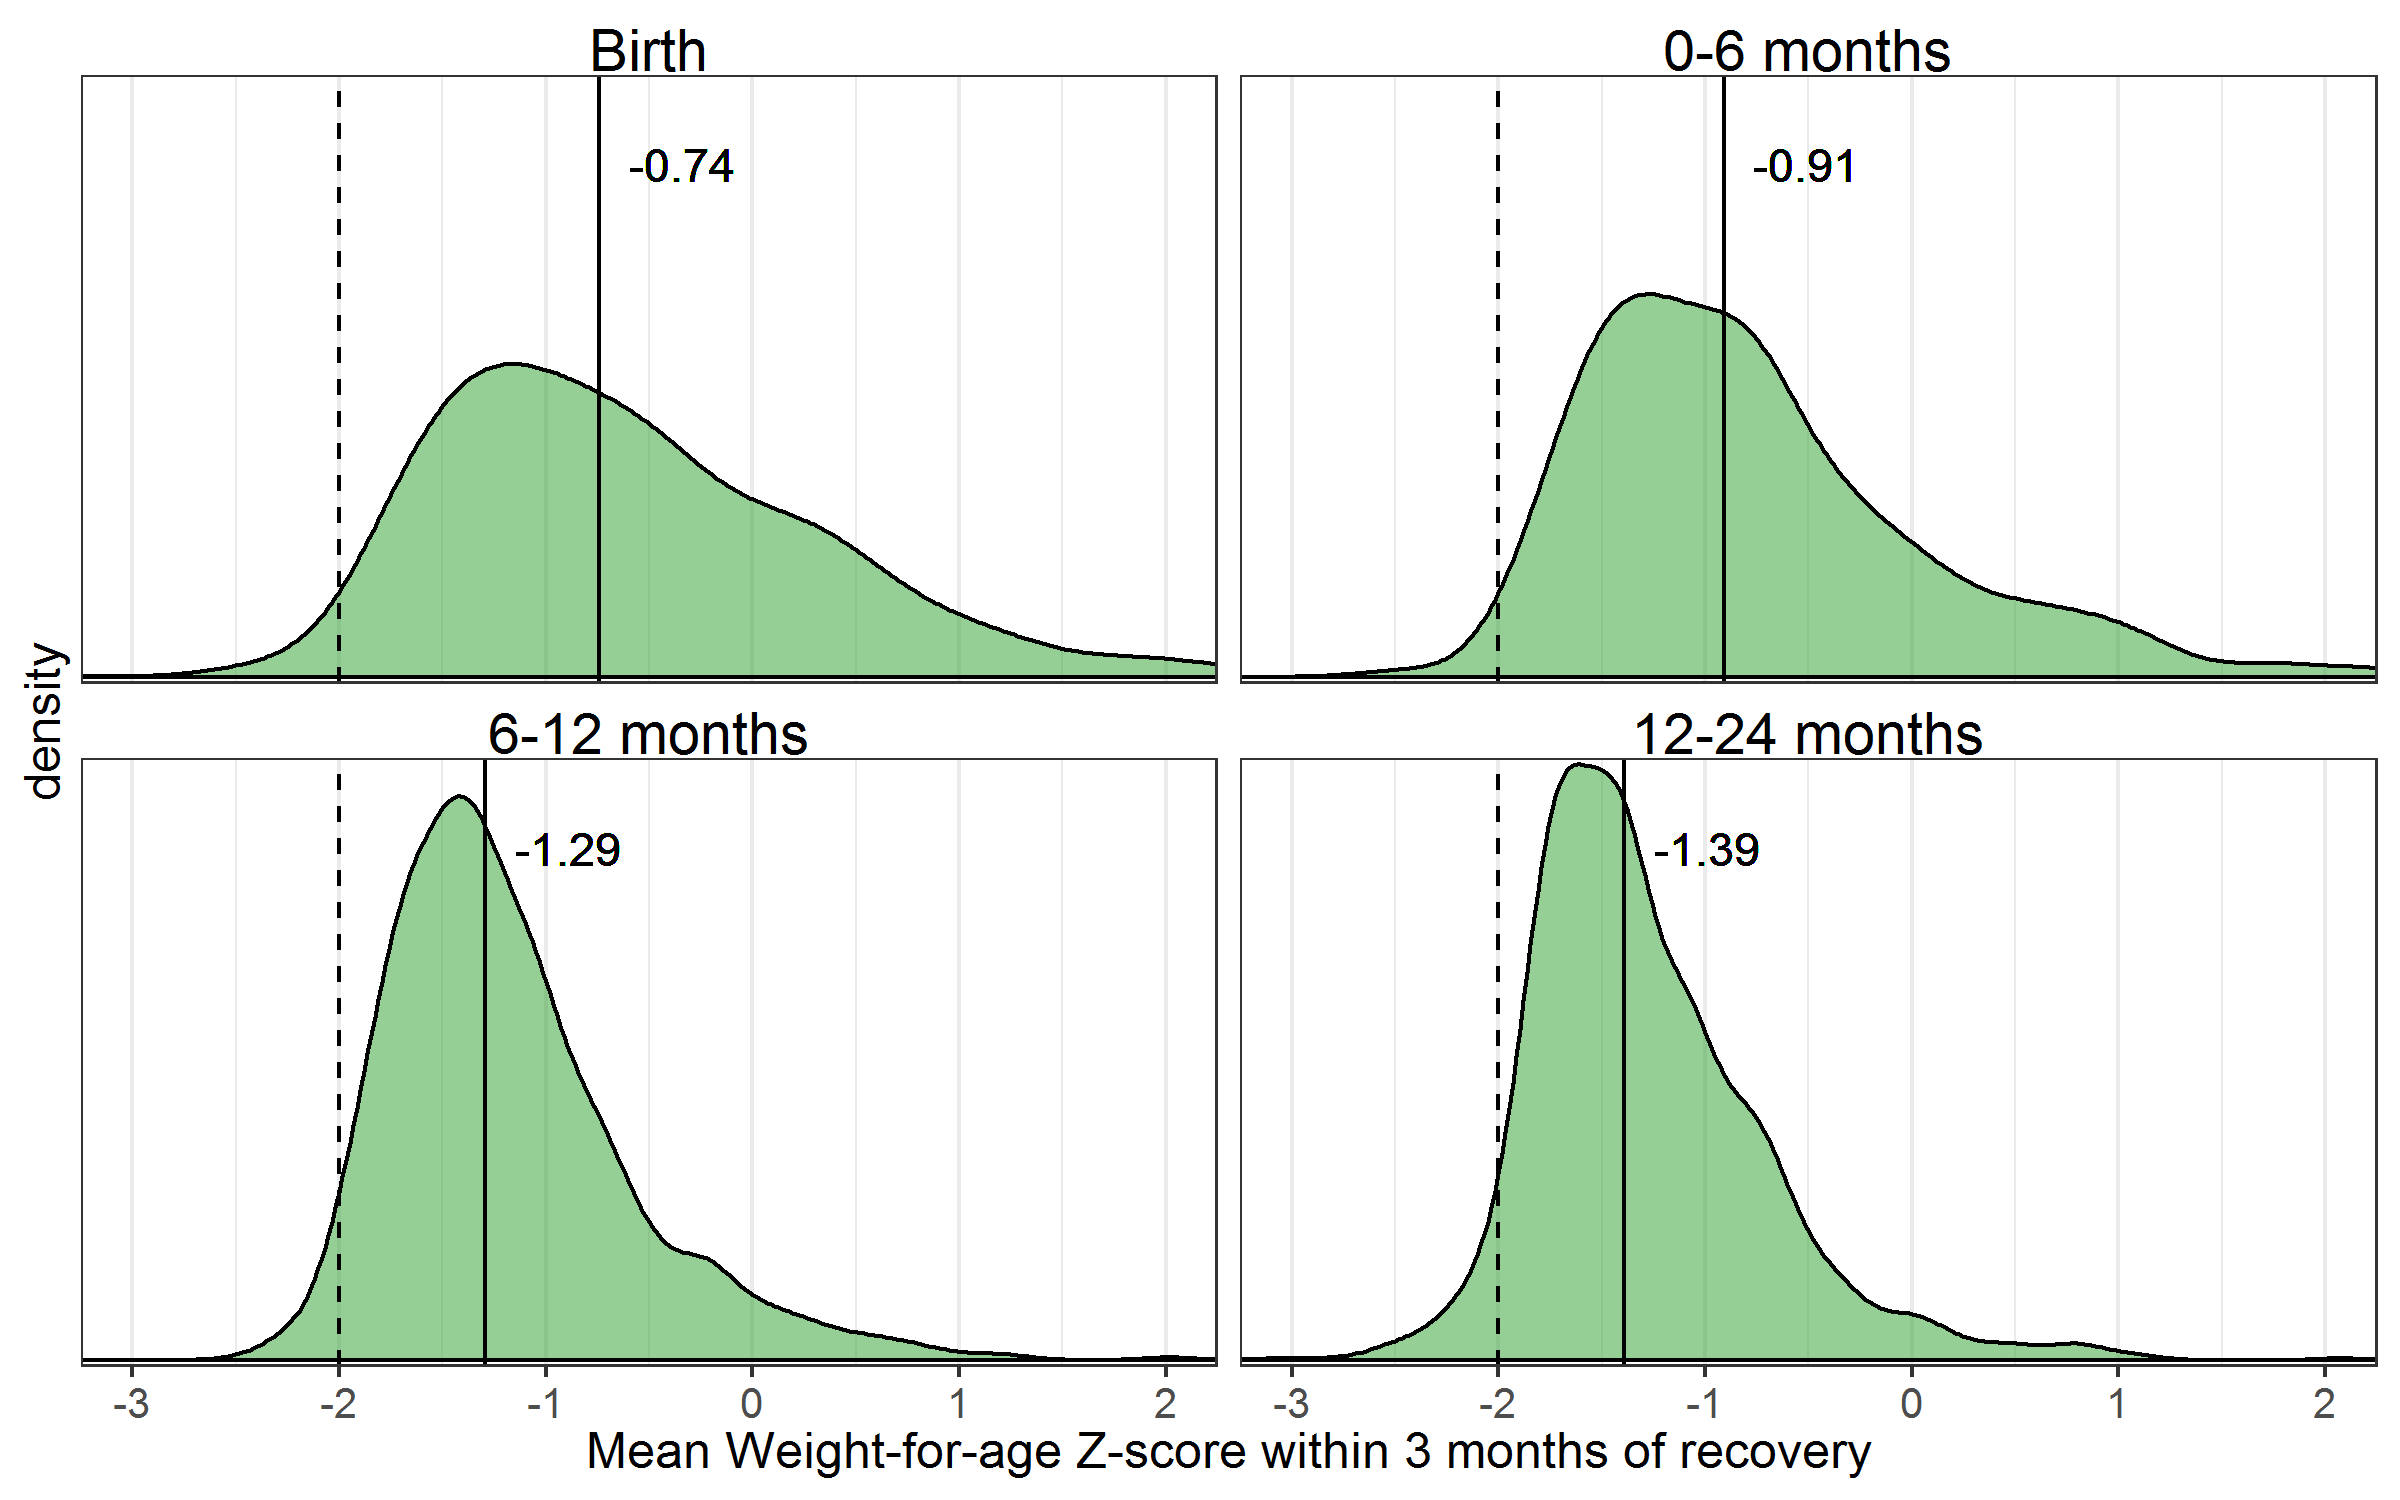 Birth
0-6 months
-0.74
-0.91
density
6-12 months
12-24 months
-1.29
-1.39
-3 -2 -1 0 1 2
-3 -2 -1 0 1 2
Mean Weight-for-age Z-score within 3 months of recovery